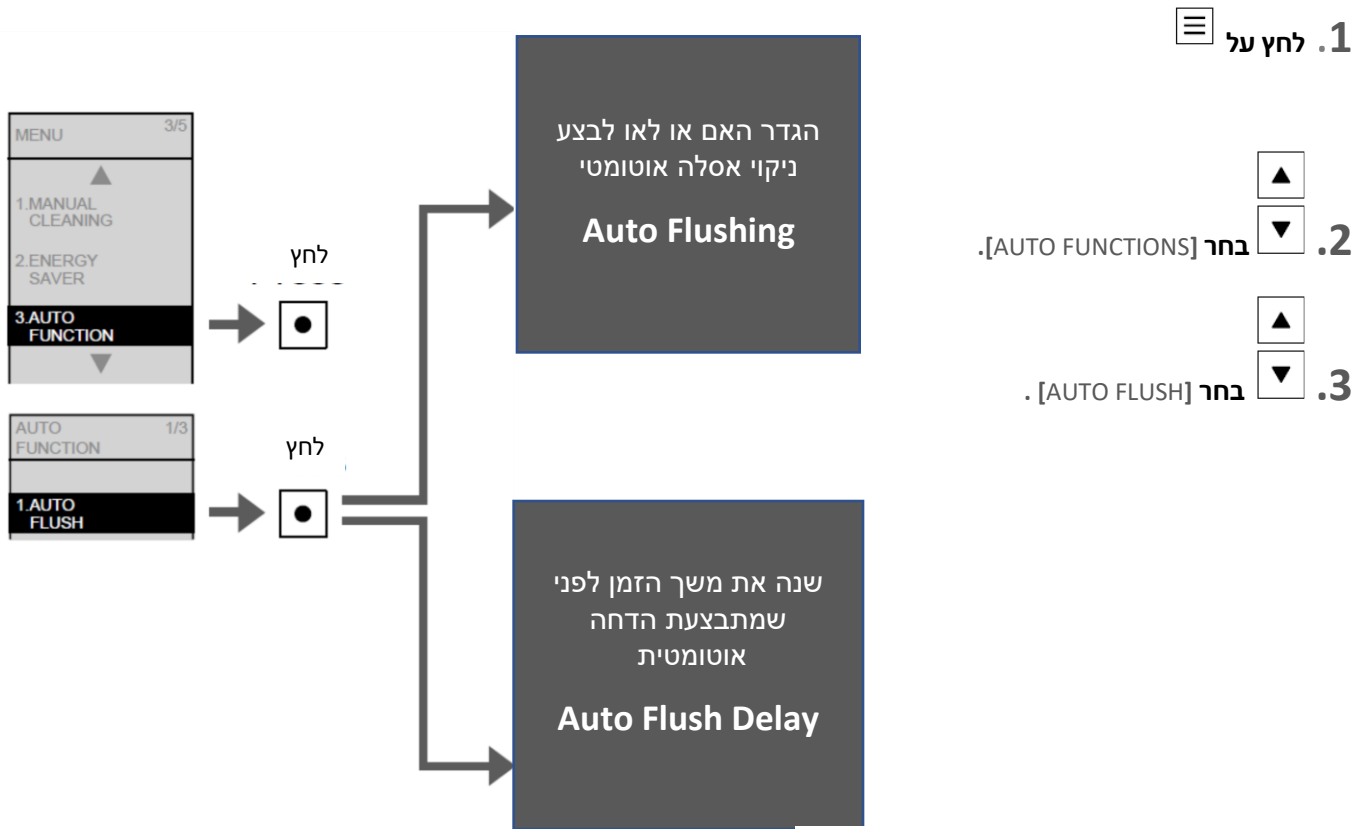 1. לחץ על
2. בחר [AUTO FUNCTIONS].
3. בחר [AUTO FLUSH] .
הגדר האם או לאו לבצע
ניקוי אסלה אוטומטי
Auto Flushing
שנה את משך הזמן לפני
שמתבצעת הדחה
אוטומטית
Auto Flush Delay
MENU 3/5
1.MANUAL
CLEANING
2.ENERGY
SAVER
3.AUTO
FUNCTION
לחץ
AUTO 1/3
FUNCTION
1.AUTO
FLUSH
לחץ